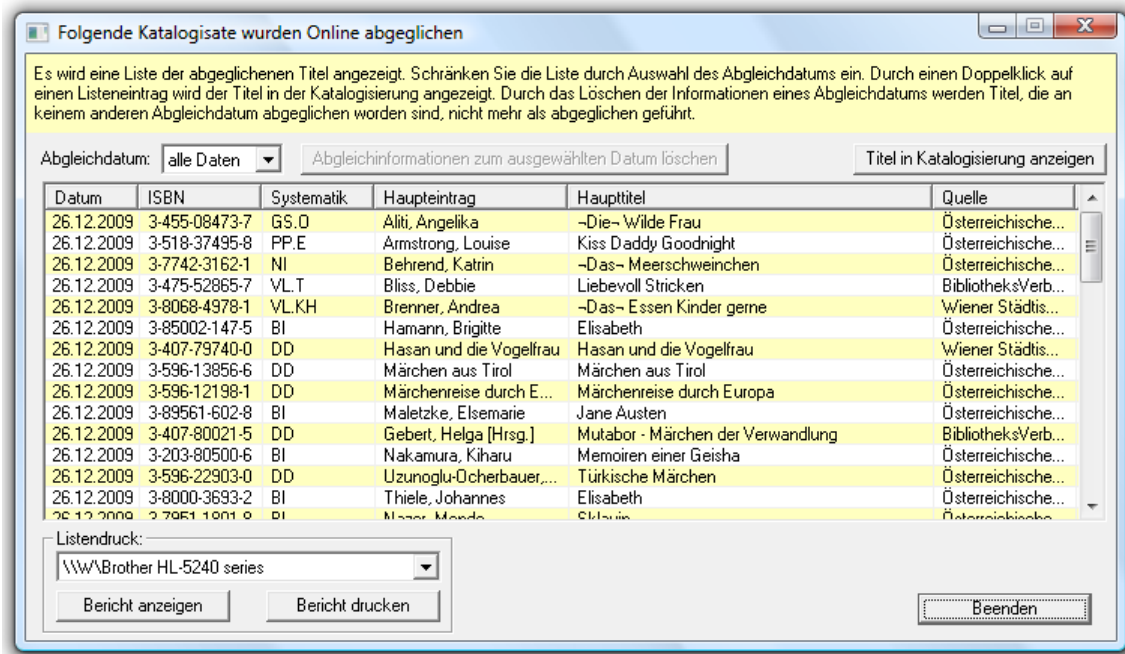 Folgende Katalogisate wurden Online abgeglichen
Es wird eine Liste der abgeglichenen Titel angezeigt. Schränken Sie die Liste durch Auswahl des Abgleichdatums ein. Durch einen Doppelklick auf
einen Listeneintrag wird der Titel in der Katalogisierung angezeigt. Durch das Löschen der Informationen eines Abgleichdatums werden Titel, die an
keinem anderen Abgleichdatum abgeglichen worden sind, nicht mehr als abgeglichen geführt.
Abgleichdatum: alle Daten Abgleichinformationen zum ausgewählten Datum löschen Titel in Katalogisierung anzeigen
Datum ISBN Systematik Haupteintrag Haupttitel Quelle
26.12.2009 3-455-08473-7 GS.O Aliti, Angelika ¬Die¬ Wilde Frau Österreichische...
26.12.2009 3-518-37495-8 PP.E Armstrong, Louise Kiss Daddy Goodnight Österreichische...
26.12.2009 3-7742-3162-1 NI Behrend, Katrin ¬Das¬ Meerschweinchen Österreichische...
26.12.2009 3-475-52865-7 VL.T Bliss, Debbie Liebevoll Stricken BibliotheksVerb...
26.12.2009 3-8068-4978-1 VL.KH Brenner, Andrea ¬Das¬ Essen Kinder gerne Wiener Städtis...
26.12.2009 3-85002-147-5 BI Hamann, Brigitte Elisabeth Österreichische...
26.12.2009 3-407-79740-0 DD Hasan und die Vogelfrau Hasan und die Vogelfrau Wiener Städtis...
26.12.2009 3-596-13856-6 DD Märchen aus Tirol Märchen aus Tirol Österreichische...
26.12.2009 3-596-12198-1 DD Märchenreise durch E... Märchenreise durch Europa Österreichische...
26.12.2009 3-89561-602-8 BI Maletzke, Elsemarie Jane Austen Österreichische...
26.12.2009 3-407-80021-5 DD Gebert, Helga [Hrsg.] Mutabor - Märchen der Verwandlung BibliotheksVerb...
26.12.2009 3-203-80500-6 BI Nakamura, Kiharu Memoiren einer Geisha Österreichische...
26.12.2009 3-596-22903-0 DD Uzunoglu-Ocherbauer,... Türkische Märchen Österreichische...
26.12.2009 3-8000-3693-2 BI Thiele, Johannes Elisabeth Österreichische...
26.12.2009 3-7951-1801-8 BI Nazer, Mende Sklavin Österreichische...
Listendruck:
\\W\Brother HL-5240 series
Bericht anzeigen Bericht drucken Beenden